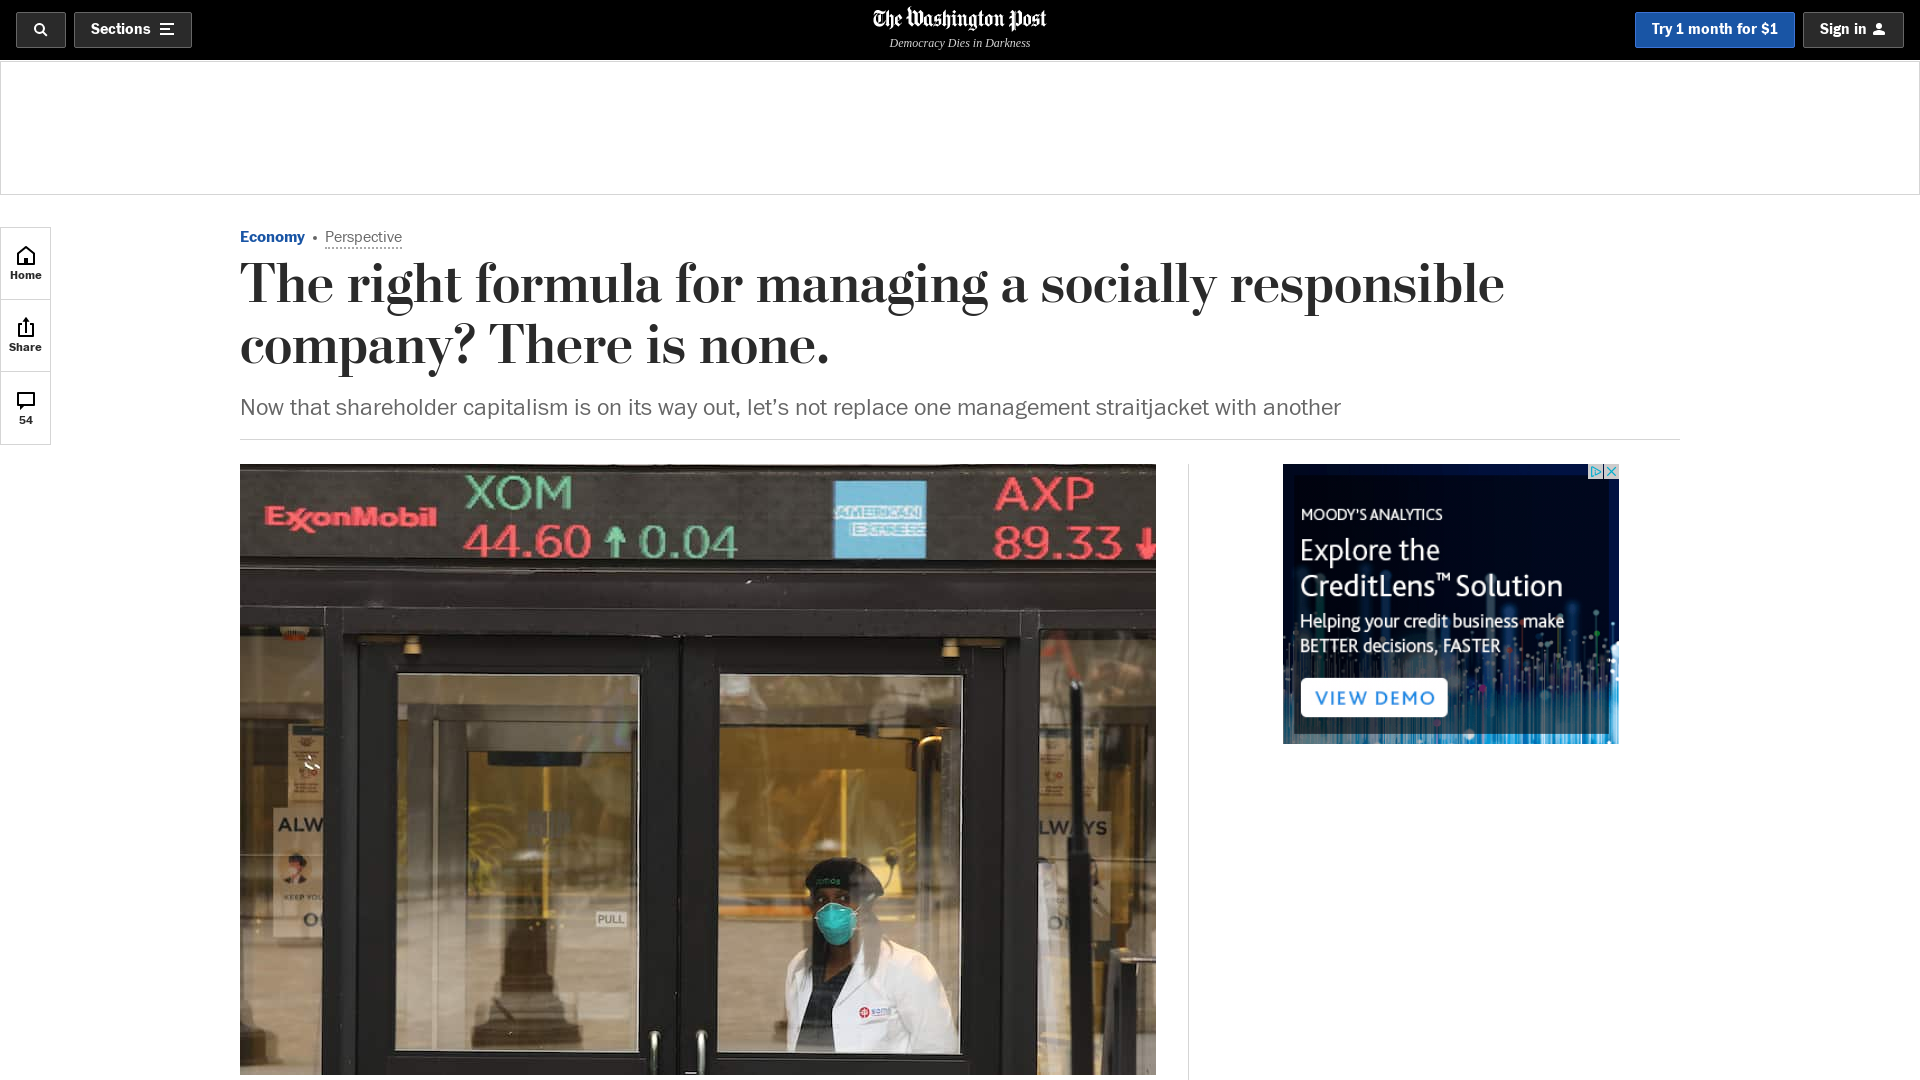 Sections
The Washington Post
Democracy Dies in Darkness
Try 1 month for $1
Sign in
Home
Share
54
Economy • Perspective
The right formula for managing a socially responsible
company? There is none.
Now that shareholder capitalism is on its way out, let’s not replace one management straitjacket with another
ExxonMobil
XOM
44.60 0.04
AMERICAN
EXPRESS
AXP
89.33
ALW
KEEP YOU
PULL
LWAYS
MOODY’S ANALYTICS
Explore the
CreditLens™ Solution
Helping your credit business make
BETTER decisions, FASTER
VIEW DEMO